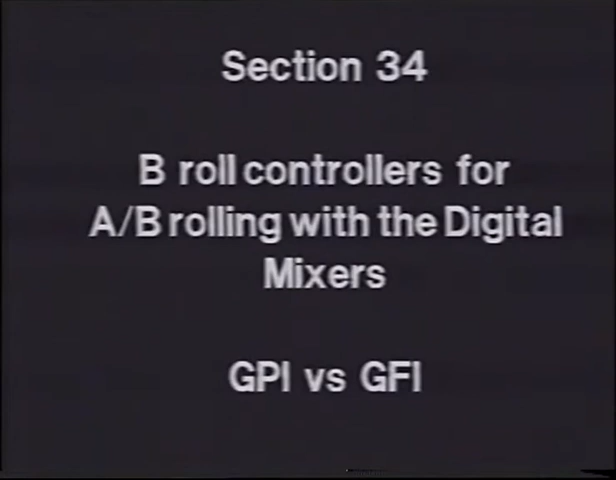 Section 34
B roll controllers for
A/B rolling with the Digital
Mixers
GPI vs GFI